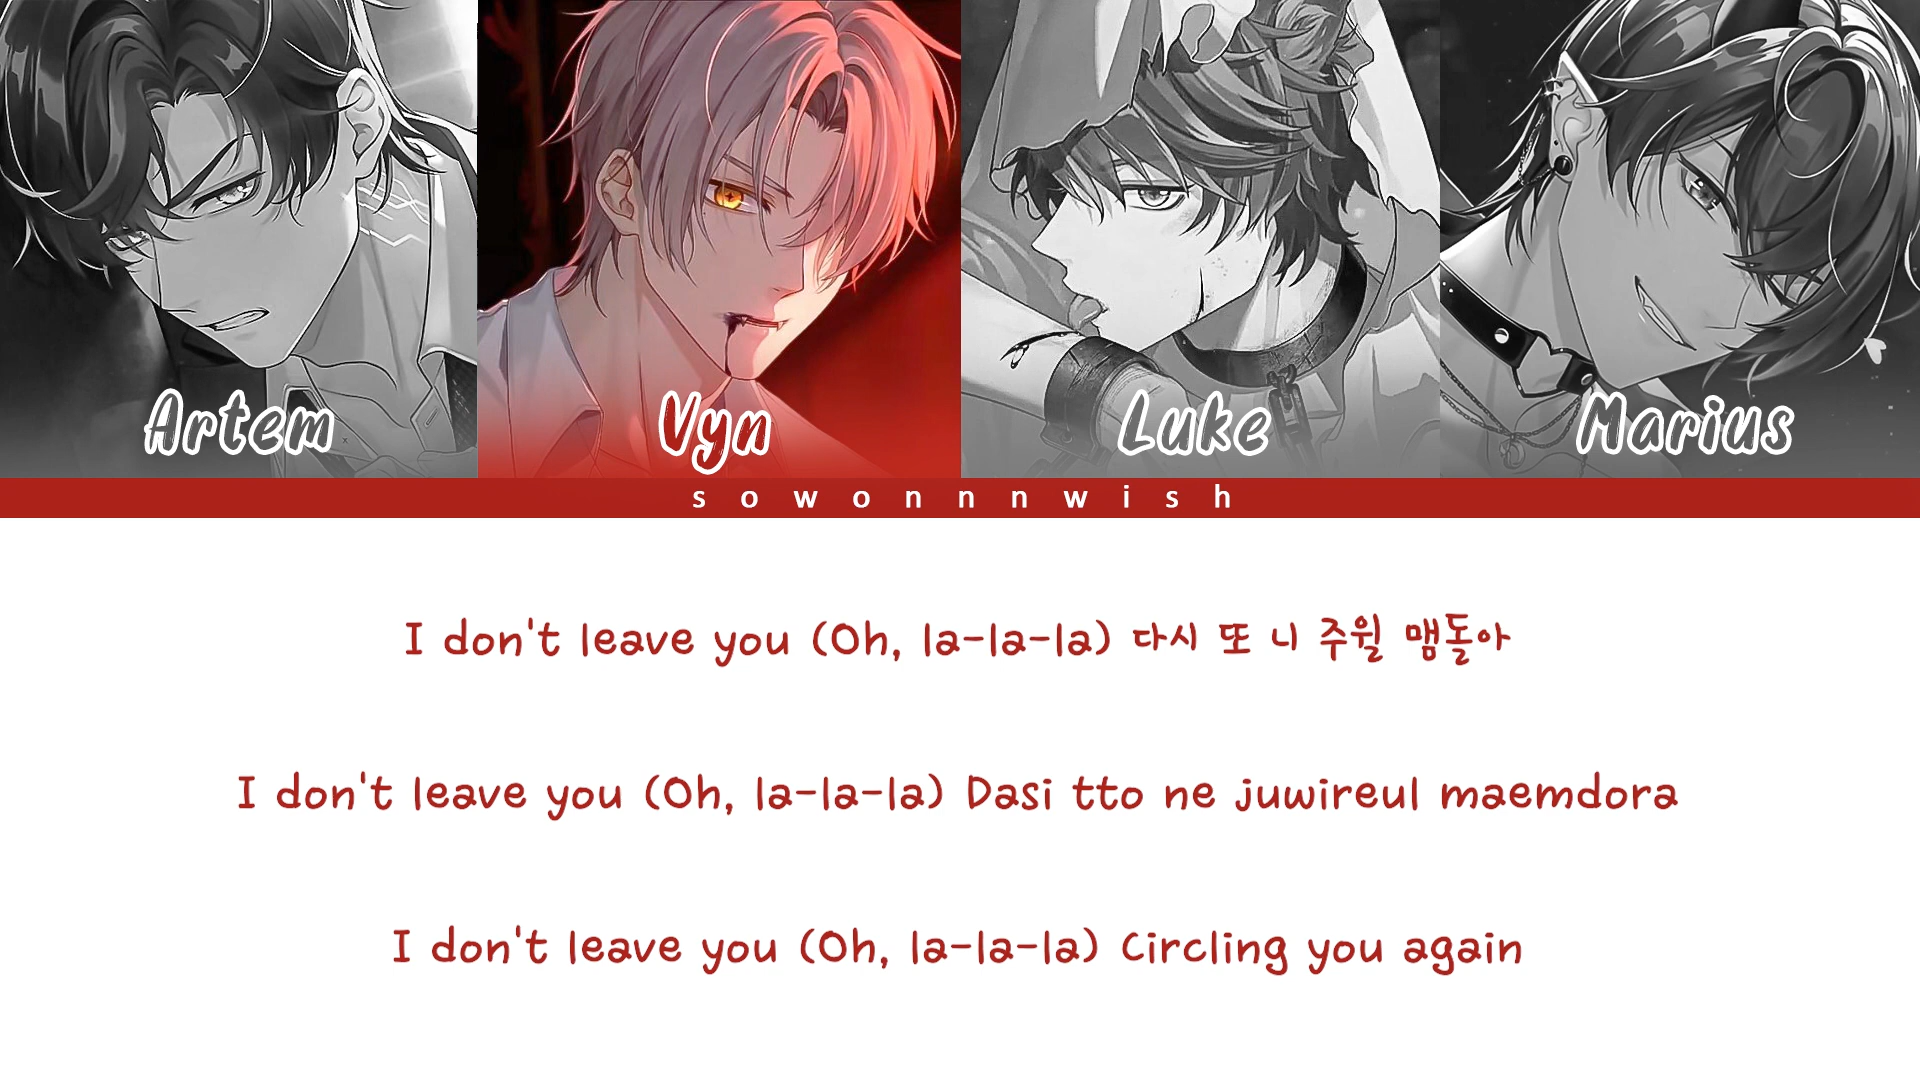 Artem
Vyn
Luke
Marius
sowonnnwish
I don't leave you (Oh, la-la-la) 다시 또 니 주윌 맴돌아
I don't leave you (Oh, la-la-la) Dasi tto ne juwireul maemdora
I don't leave you (Oh, la-la-la) Circling you again